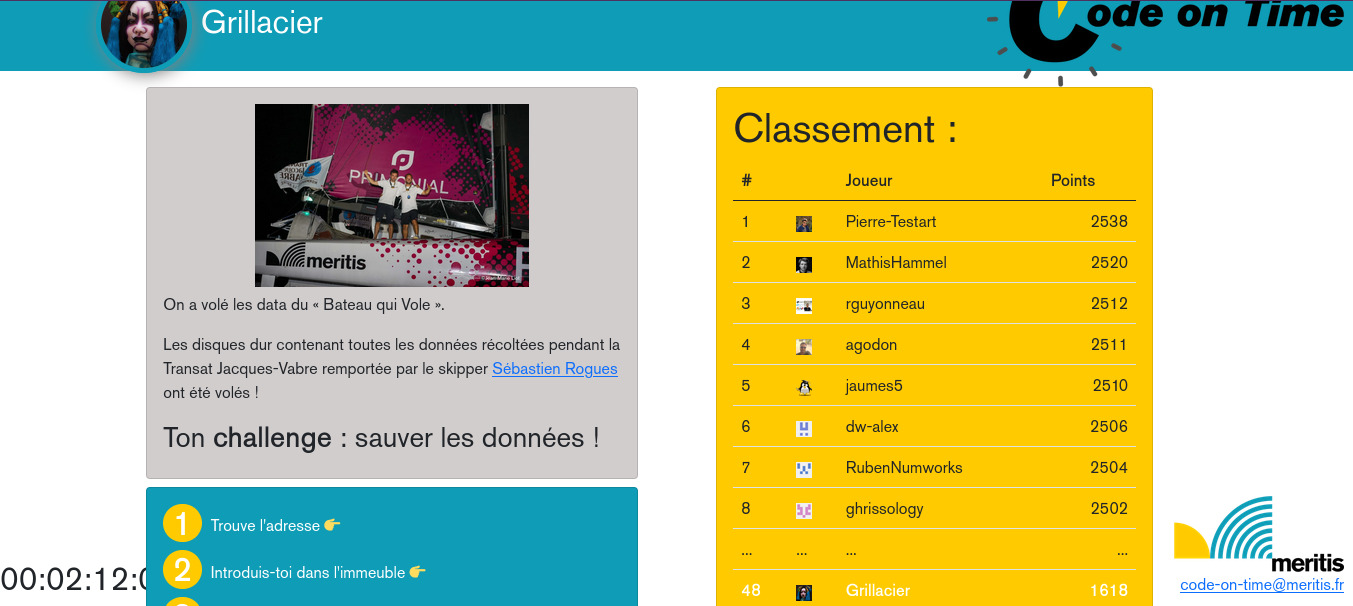 Grillacier
Code on Time
PRIMONIAL
meritis
On a volé les data du « Bateau qui Vole ».
Les disques dur contenant toutes les données récoltées pendant la
Transat Jacques-Vabre remportée par le skipper Sébastien Rogues
ont été volés !
Ton challenge : sauver les données !
1 Trouve l'adresse 👉
2 Introduis-toi dans l'immeuble 👉
00:02:12:0
Classement :
# Joueur Points
1 Pierre-Testart 2538
2 MathisHammel 2520
3 rguyonneau 2512
4 agodon 2511
5 jaumes5 2510
6 dw-alex 2506
7 RubenNumworks 2504
8 ghrissology 2502
... ... ... ...
48 Grillacier 1618
meritis
code-on-time@meritis.fr